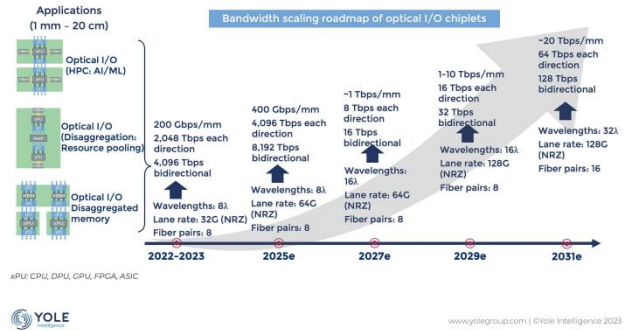 Applications
(1 mm – 20 cm)
Bandwidth scaling roadmap of optical I/O chiplets
Optical I/O
(HPC: AI/ML)
Optical I/O
(Disaggregation:
Resource pooling)
Optical I/O
Disaggregated
memory
200 Gbps/mm
2,048 Tbps each
direction
4,096 Tbps
bidirectional
Wavelengths: 8λ
Lane rate: 32G (NRZ)
Fiber pairs: 8
2022-2023
400 Gbps/mm
4,096 Tbps each
direction
8,192 Tbps
bidirectional
Wavelengths: 8λ
Lane rate: 64G
(NRZ)
Fiber pairs: 8
2025e
~1 Tbps/mm
8 Tbps each
direction
16 Tbps
bidirectional
Wavelengths:
16λ
Lane rate: 64G
(NRZ)
Fiber pairs: 8
2027e
1-10 Tbps/mm
16 Tbps each
direction
32 Tbps
bidirectional
Wavelengths: 16λ
Lane rate: 128G
(NRZ)
Fiber pairs: 8
2029e
~20 Tbps/mm
64 Tbps each
direction
128 Tbps
bidirectional
Wavelengths: 32λ
Lane rate: 128G
(NRZ)
Fiber pairs: 16
2031e
xPU: CPU, DPU, GPU, FPGA, ASIC
YOLE
Intelligence
www.yolegroup.com | ©Yole Intelligence 2023